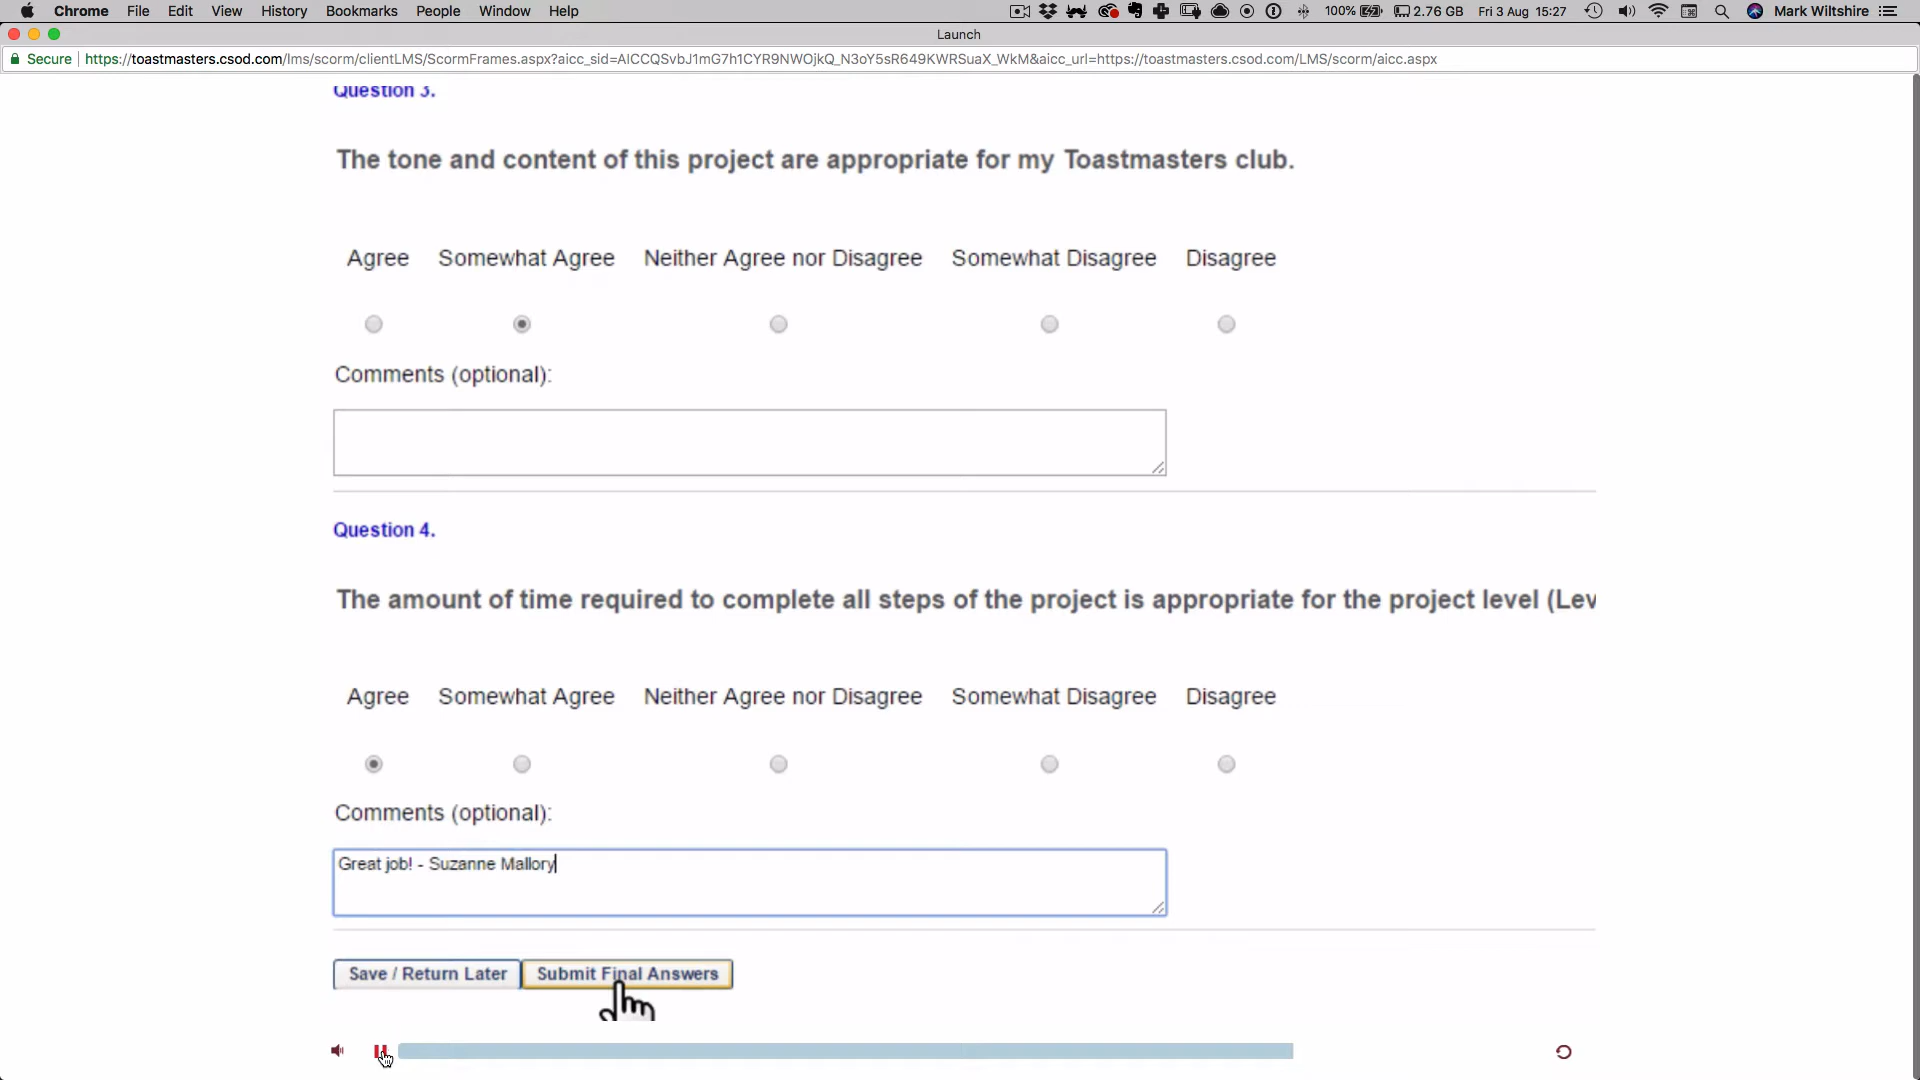 Chrome File Edit View History Bookmarks People Window Help 100% 2.76 GB Fri 3 Aug 15:27 Mark Wiltshire
Launch
Secure https://toastmasters.csod.com/lms/scorm/clientLMS/ScormFrames.aspx?aicc_sid=AICCQSvbJ1mG7h1CYR9NWOjkQ_N3oY5sR649KWRSuaX_WkM&aicc_url=https://toastmasters.csod.com/LMS/scorm/aicc.aspx
Question 3.
The tone and content of this project are appropriate for my Toastmasters club.
Agree Somewhat Agree Neither Agree nor Disagree Somewhat Disagree Disagree
Comments (optional):
Question 4.
The amount of time required to complete all steps of the project is appropriate for the project level (Lev
Agree Somewhat Agree Neither Agree nor Disagree Somewhat Disagree Disagree
Comments (optional):
Great job! - Suzanne Mallory
Save / Return Later Submit Final Answers